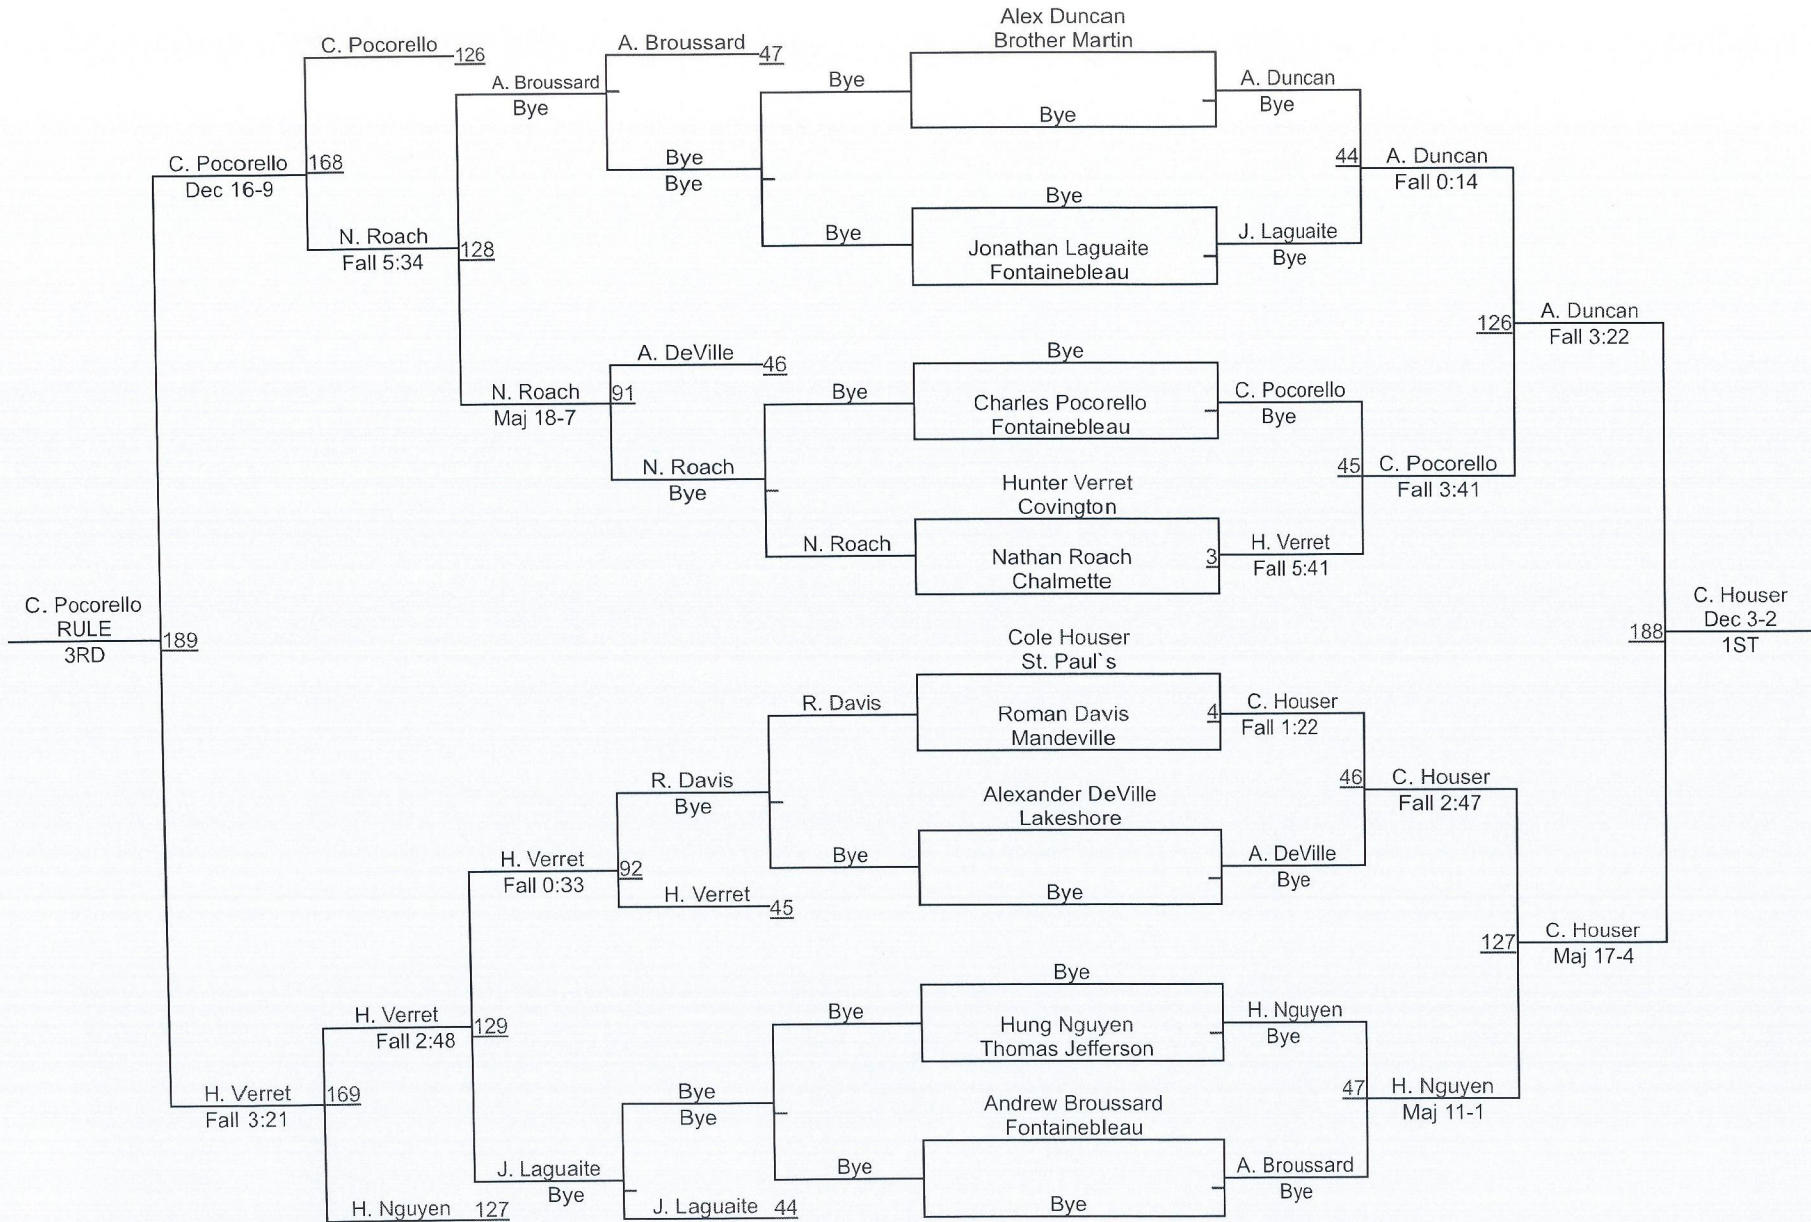 Alex Duncan
Brother Martin
C. Pocorello 126
A. Broussard 47
A. Broussard
Bye
Bye
Bye
A. Duncan
Bye
C. Pocorello 168
Dec 16-9
Bye
Bye
44 A. Duncan
Fall 0:14
N. Roach
Fall 5:34
128
Bye
Bye
Jonathan Laguaite
Fontainebleau
J. Laguaite
Bye
126 A. Duncan
Fall 3:22
A. DeVille 46
Bye
N. Roach 91
Maj 18-7
Bye
Charles Pocorello
Fontainebleau
C. Pocorello
Bye
N. Roach
Bye
45 C. Pocorello
Fall 3:41
Hunter Verret
Covington
N. Roach
Nathan Roach 3
Chalmette
H. Verret
Fall 5:41
C. Pocorello
RULE
3RD
189
188
C. Houser
Dec 3-2
1ST
Cole Houser
St. Paul`s
R. Davis
Roman Davis 4
Mandeville
C. Houser
Fall 1:22
R. Davis
Bye
46 C. Houser
Fall 2:47
Alexander DeVille
Lakeshore
H. Verret 92
Fall 0:33
Bye
Bye
A. DeVille
Bye
H. Verret 45
127 C. Houser
Maj 17-4
Bye
H. Verret 129
Fall 2:48
Bye
Hung Nguyen
Thomas Jefferson
H. Nguyen
Bye
H. Verret 169
Fall 3:21
Bye
Bye
47 H. Nguyen
Maj 11-1
Andrew Broussard
Fontainebleau
J. Laguaite
Bye
Bye
Bye
A. Broussard
Bye
H. Nguyen 127
J. Laguaite 44